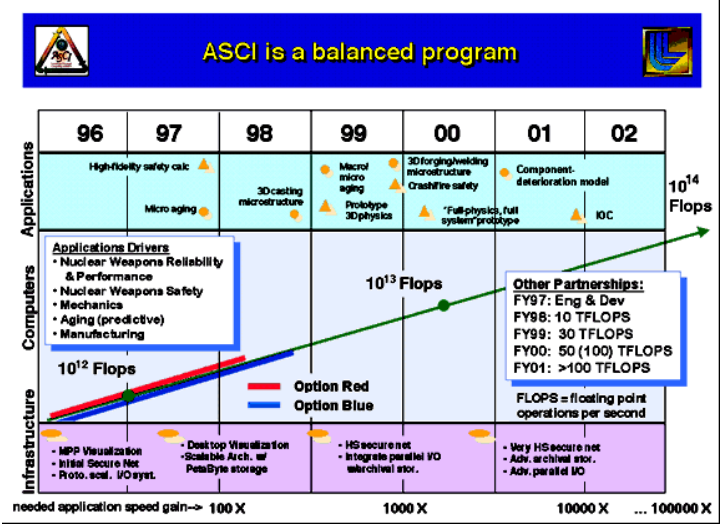 ASCI
ASCI is a balanced program
96 97 98 99 00 01 02
Applications
High-fidelity safety calc
Micro aging
3D casting
microstructure
Macro/
micro
aging
Prototype
3D physics
3D forging/welding
microstructure
Crash/fire safety
"Full-physics, full
system" prototype
Component-
deterioration model
IOC
10^14
Flops
Computers
Applications Drivers
• Nuclear Weapons Reliability
& Performance
• Nuclear Weapons Safety
• Mechanics
• Aging (predictive)
• Manufacturing
10^13 Flops
10^12 Flops
Option Red
Option Blue
Other Partnerships:
FY97: Eng & Dev
FY98: 10 TFLOPS
FY99: 30 TFLOPS
FY00: 50 (100) TFLOPS
FY01: >100 TFLOPS
FLOPS = floating point
operations per second
Infrastructure
- MPP Visualization
- Initial Secure Net
- Proto. scal. I/O syst.
- Desktop Visualization
-Scalable Arch. w/
PetaByte storage
- HS secure net
- Integrate parallel I/O
w/archival stor.
- Very HS secure net
- Adv. archival stor.
- Adv. parallel I/O
needed application speed gain--> 100 X 1000 X 10000 X ... 100000 X